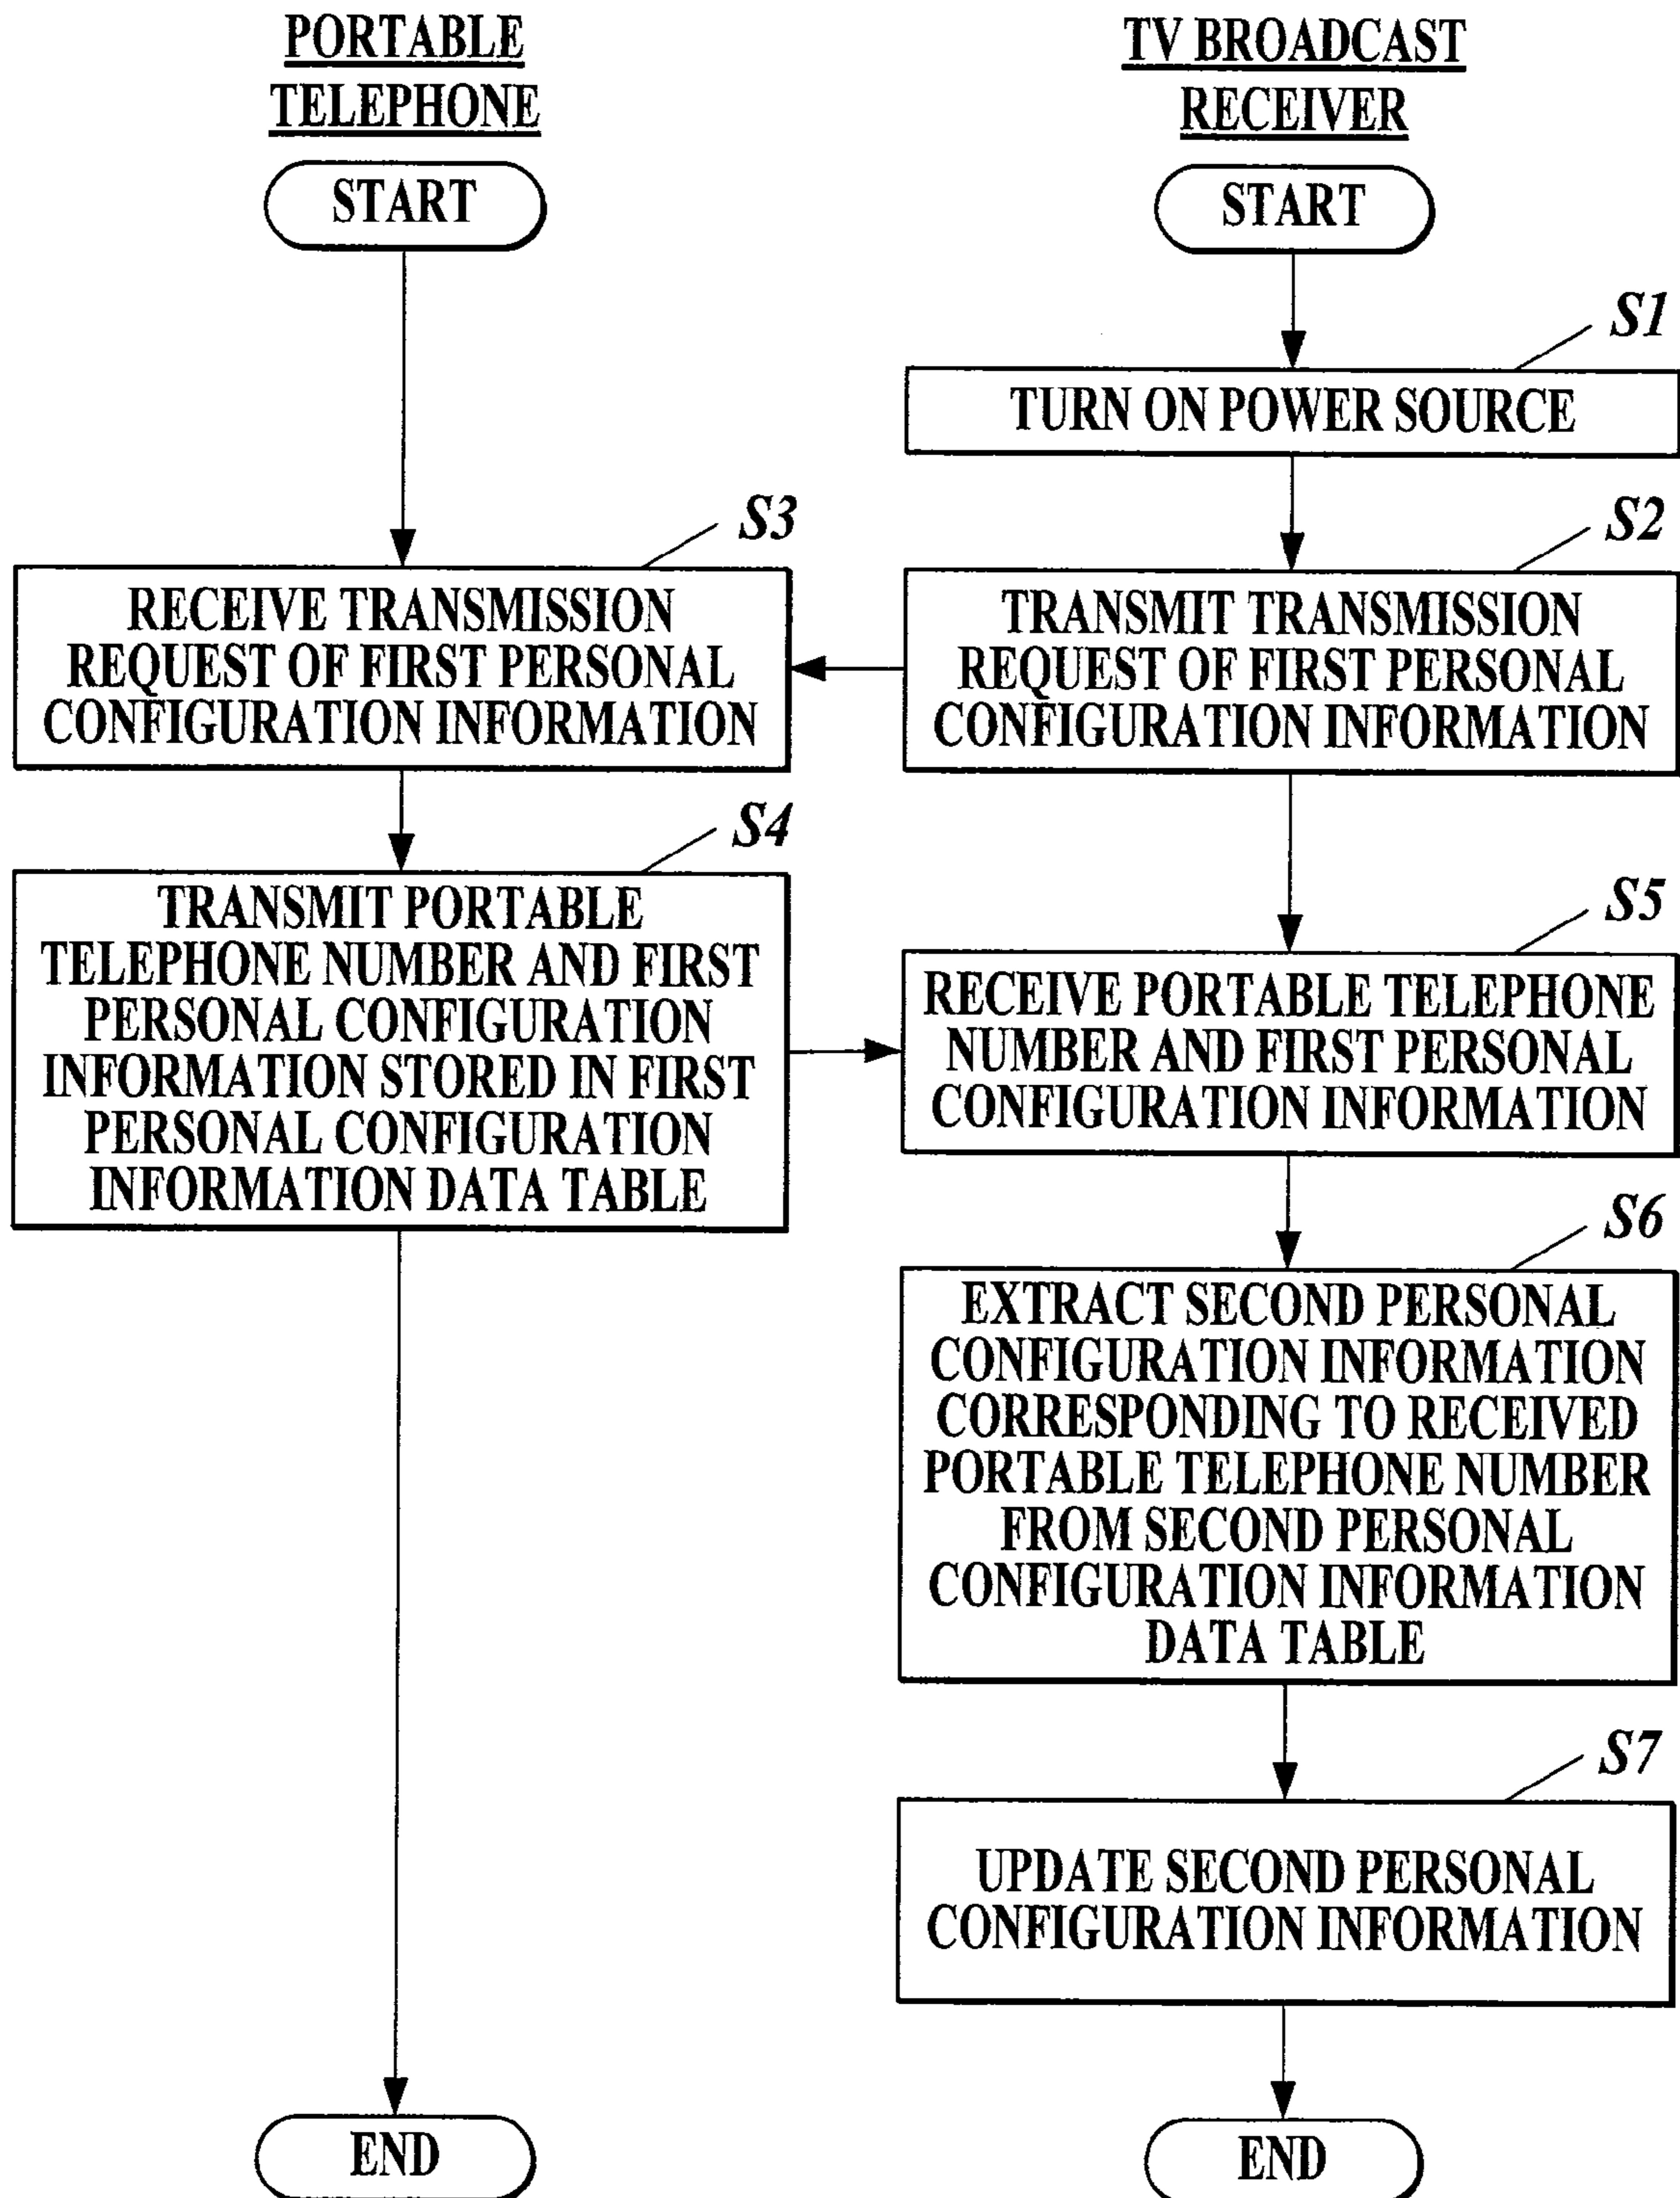 PORTABLE
TELEPHONE
START
S3
RECEIVE TRANSMISSION
REQUEST OF FIRST PERSONAL
CONFIGURATION INFORMATION
S4
TRANSMIT PORTABLE
TELEPHONE NUMBER AND FIRST
PERSONAL CONFIGURATION
INFORMATION STORED IN FIRST
PERSONAL CONFIGURATION
INFORMATION DATA TABLE
END
TV BROADCAST
RECEIVER
START
S1
TURN ON POWER SOURCE
S2
TRANSMIT TRANSMISSION
REQUEST OF FIRST PERSONAL
CONFIGURATION INFORMATION
S5
RECEIVE PORTABLE TELEPHONE
NUMBER AND FIRST PERSONAL
CONFIGURATION INFORMATION
S6
EXTRACT SECOND PERSONAL
CONFIGURATION INFORMATION
CORRESPONDING TO RECEIVED
PORTABLE TELEPHONE NUMBER
FROM SECOND PERSONAL
CONFIGURATION INFORMATION
DATA TABLE
S7
UPDATE SECOND PERSONAL
CONFIGURATION INFORMATION
END